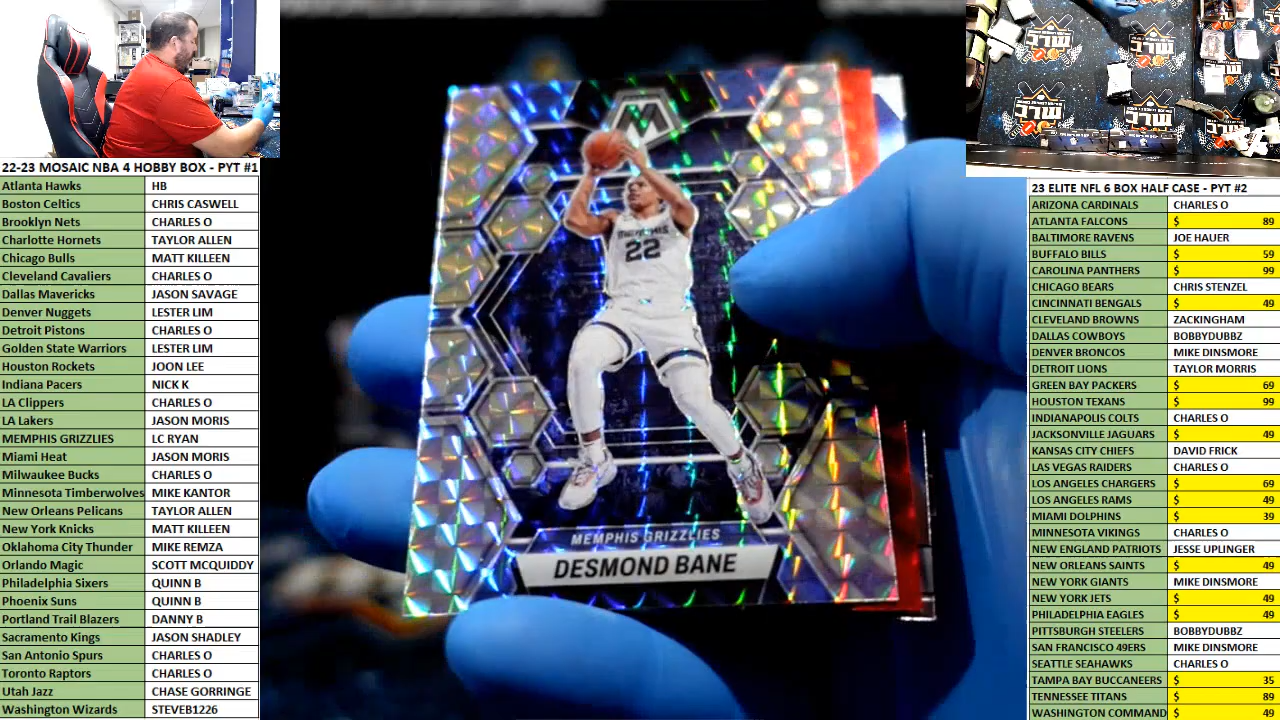 22-23 MOSAIC NBA 4 HOBBY BOX - PYT #1
Atlanta Hawks HB
Boston Celtics CHRIS CASWELL
Brooklyn Nets CHARLES O
Charlotte Hornets TAYLOR ALLEN
Chicago Bulls MATT KILLEEN
Cleveland Cavaliers CHARLES O
Dallas Mavericks JASON SAVAGE
Denver Nuggets LESTER LIM
Detroit Pistons CHARLES O
Golden State Warriors LESTER LIM
Houston Rockets JOON LEE
Indiana Pacers NICK K
LA Clippers CHARLES O
LA Lakers JASON MORIS
MEMPHIS GRIZZLIES LC RYAN
Miami Heat JASON MORIS
Milwaukee Bucks CHARLES O
Minnesota Timberwolves MIKE KANTOR
New Orleans Pelicans TAYLOR ALLEN
New York Knicks MATT KILLEEN
Oklahoma City Thunder MIKE REMZA
Orlando Magic SCOTT MCQUIDDY
Philadelphia Sixers QUINN B
Phoenix Suns QUINN B
Portland Trail Blazers DANNY B
Sacramento Kings JASON SHADLEY
San Antonio Spurs CHARLES O
Toronto Raptors CHARLES O
Utah Jazz CHASE GORRINGE
Washington Wizards STEVEB1226
M
MEMPHIS
22
MEMPHIS GRIZZLIES
DESMOND BANE
23 ELITE NFL 6 BOX HALF CASE - PYT #2
ARIZONA CARDINALS CHARLES O
ATLANTA FALCONS $ 89
BALTIMORE RAVENS JOE HAUER
BUFFALO BILLS $ 59
CAROLINA PANTHERS $ 99
CHICAGO BEARS CHRIS STENZEL
CINCINNATI BENGALS $ 49
CLEVELAND BROWNS ZACKINGHAM
DALLAS COWBOYS BOBBYDUBBZ
DENVER BRONCOS MIKE DINSMORE
DETROIT LIONS TAYLOR MORRIS
GREEN BAY PACKERS $ 69
HOUSTON TEXANS $ 99
INDIANAPOLIS COLTS CHARLES O
JACKSONVILLE JAGUARS $ 49
KANSAS CITY CHIEFS DAVID FRICK
LAS VEGAS RAIDERS CHARLES O
LOS ANGELES CHARGERS $ 69
LOS ANGELES RAMS $ 49
MIAMI DOLPHINS $ 39
MINNESOTA VIKINGS CHARLES O
NEW ENGLAND PATRIOTS JESSE UPLINGER
NEW ORLEANS SAINTS $ 49
NEW YORK GIANTS MIKE DINSMORE
NEW YORK JETS $ 49
PHILADELPHIA EAGLES $ 49
PITTSBURGH STEELERS BOBBYDUBBZ
SAN FRANCISCO 49ERS MIKE DINSMORE
SEATTLE SEAHAWKS CHARLES O
TAMPA BAY BUCCANEERS $ 35
TENNESSEE TITANS $ 89
WASHINGTON COMMAND $ 49